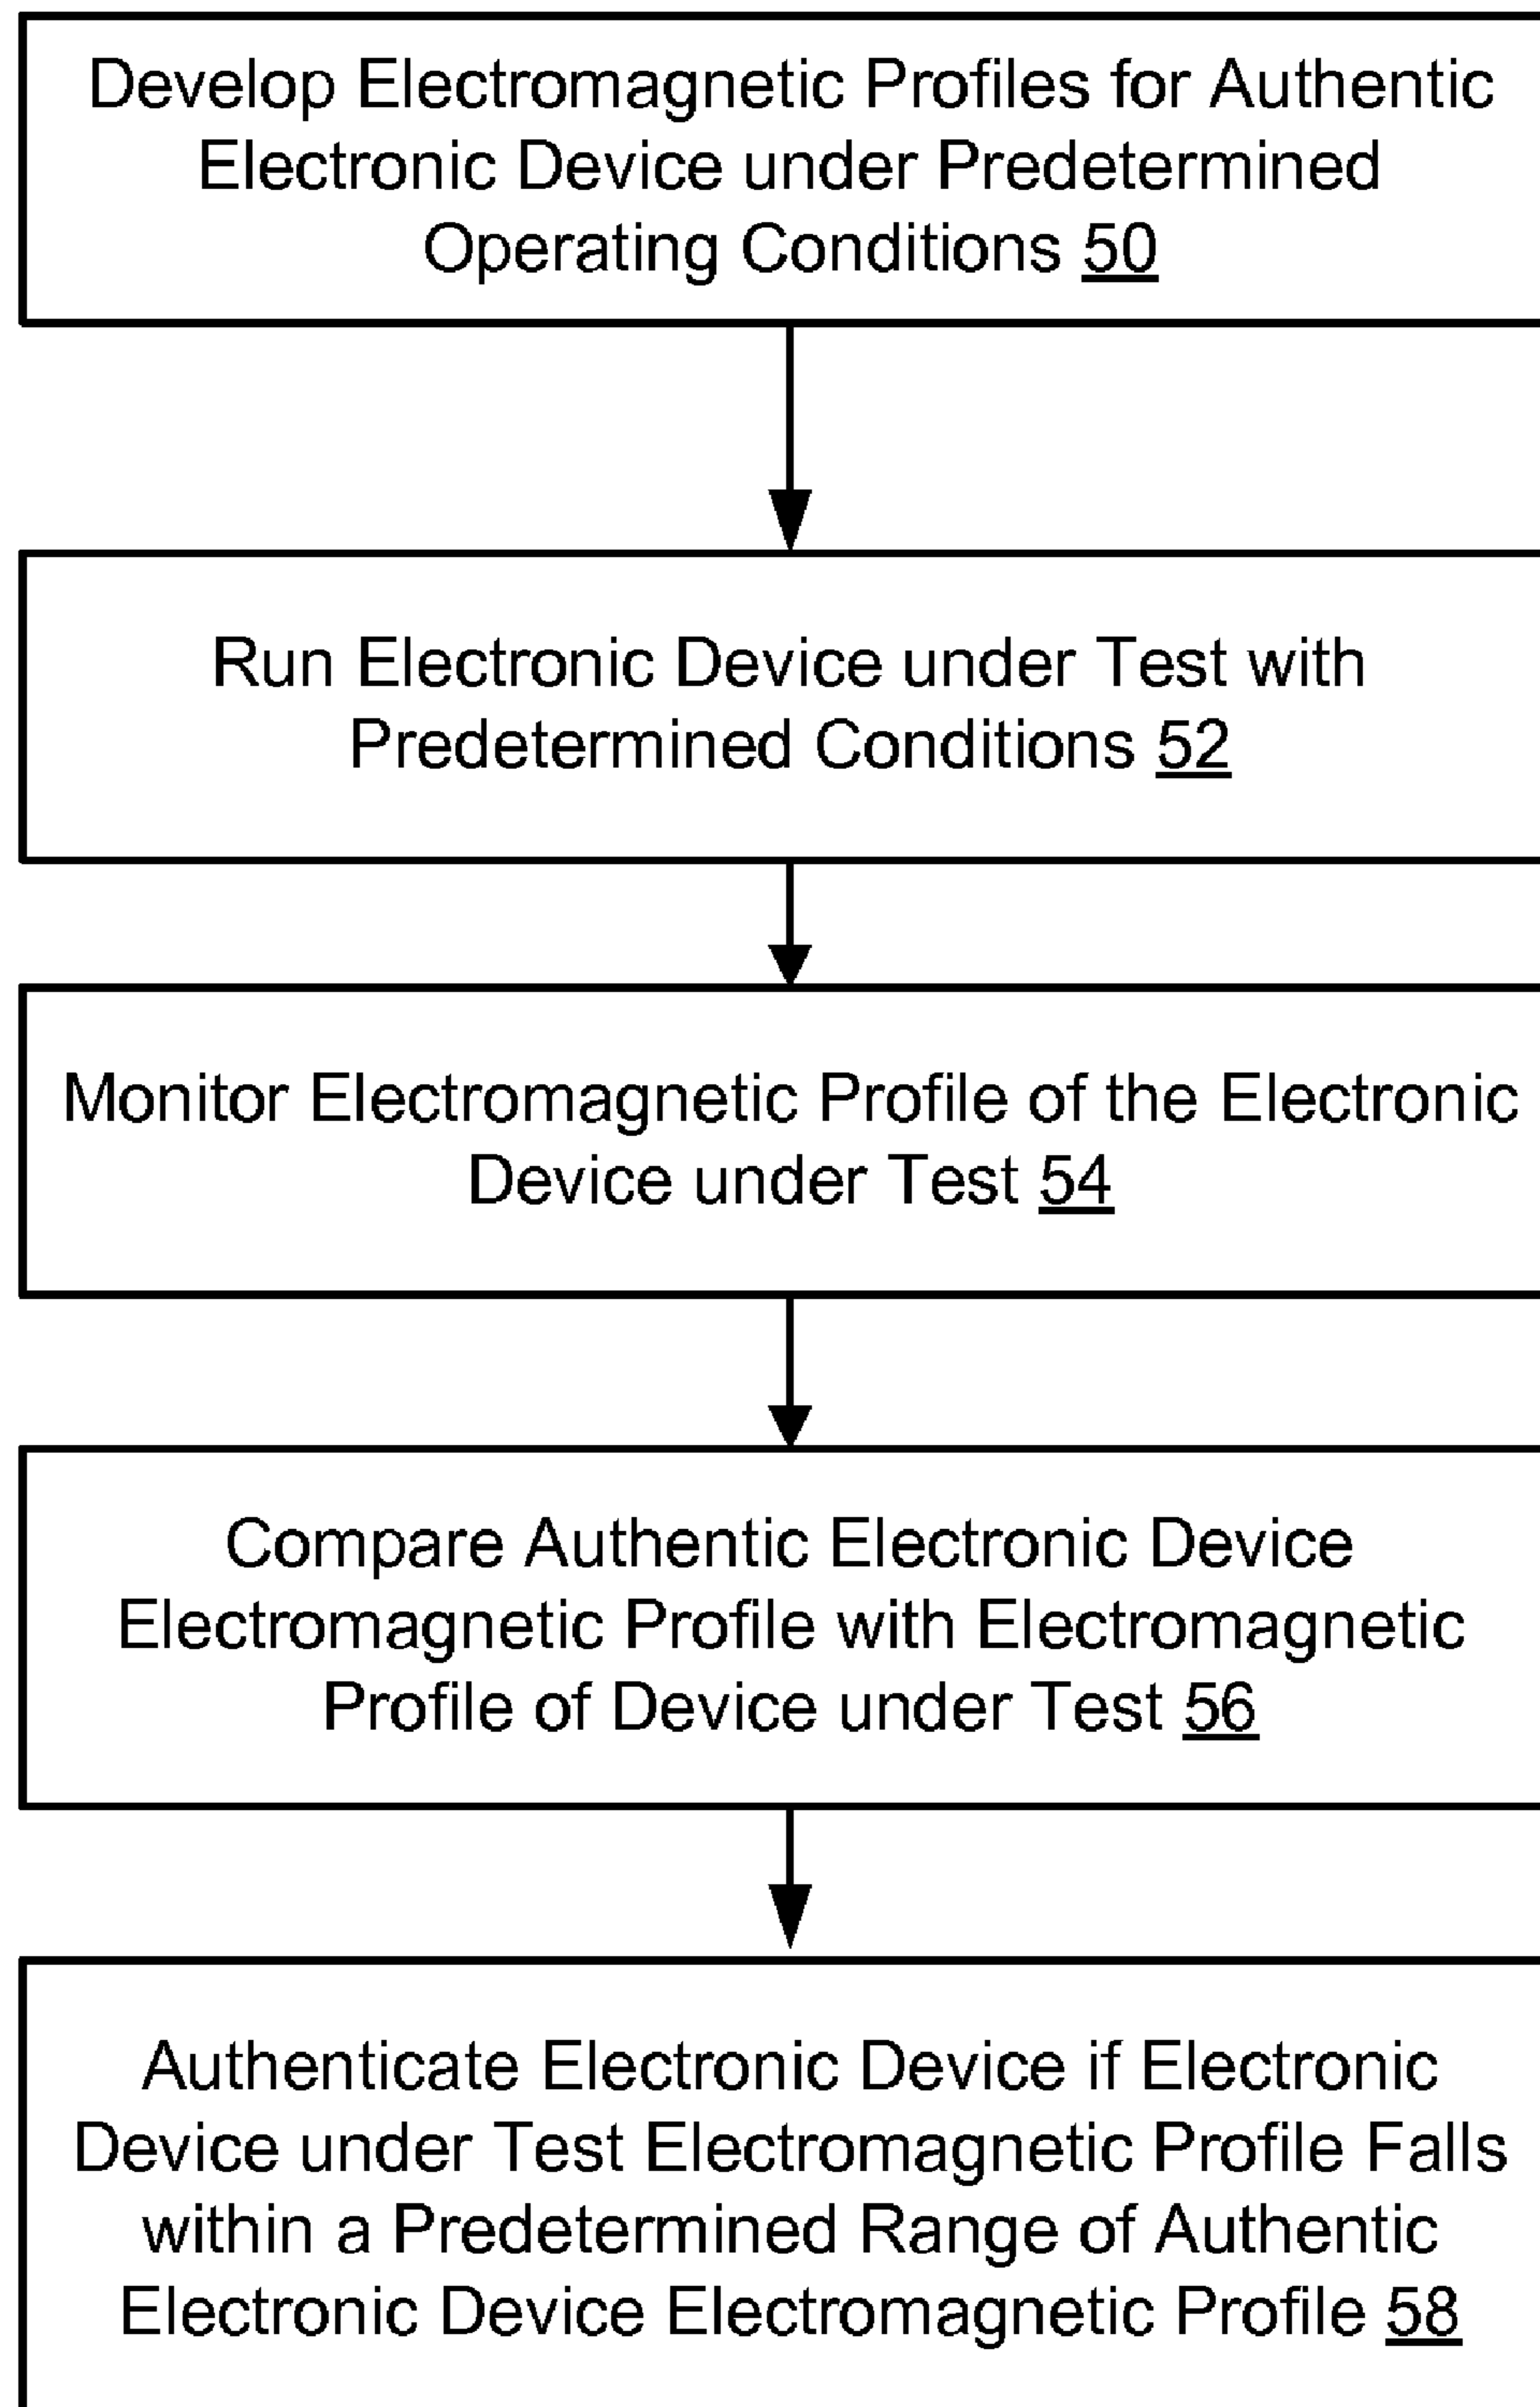 Develop Electromagnetic Profiles for Authentic
Electronic Device under Predetermined
Operating Conditions 50
Run Electronic Device under Test with
Predetermined Conditions 52
Monitor Electromagnetic Profile of the Electronic
Device under Test 54
Compare Authentic Electronic Device
Electromagnetic Profile with Electromagnetic
Profile of Device under Test 56
Authenticate Electronic Device if Electronic
Device under Test Electromagnetic Profile Falls
within a Predetermined Range of Authentic
Electronic Device Electromagnetic Profile 58